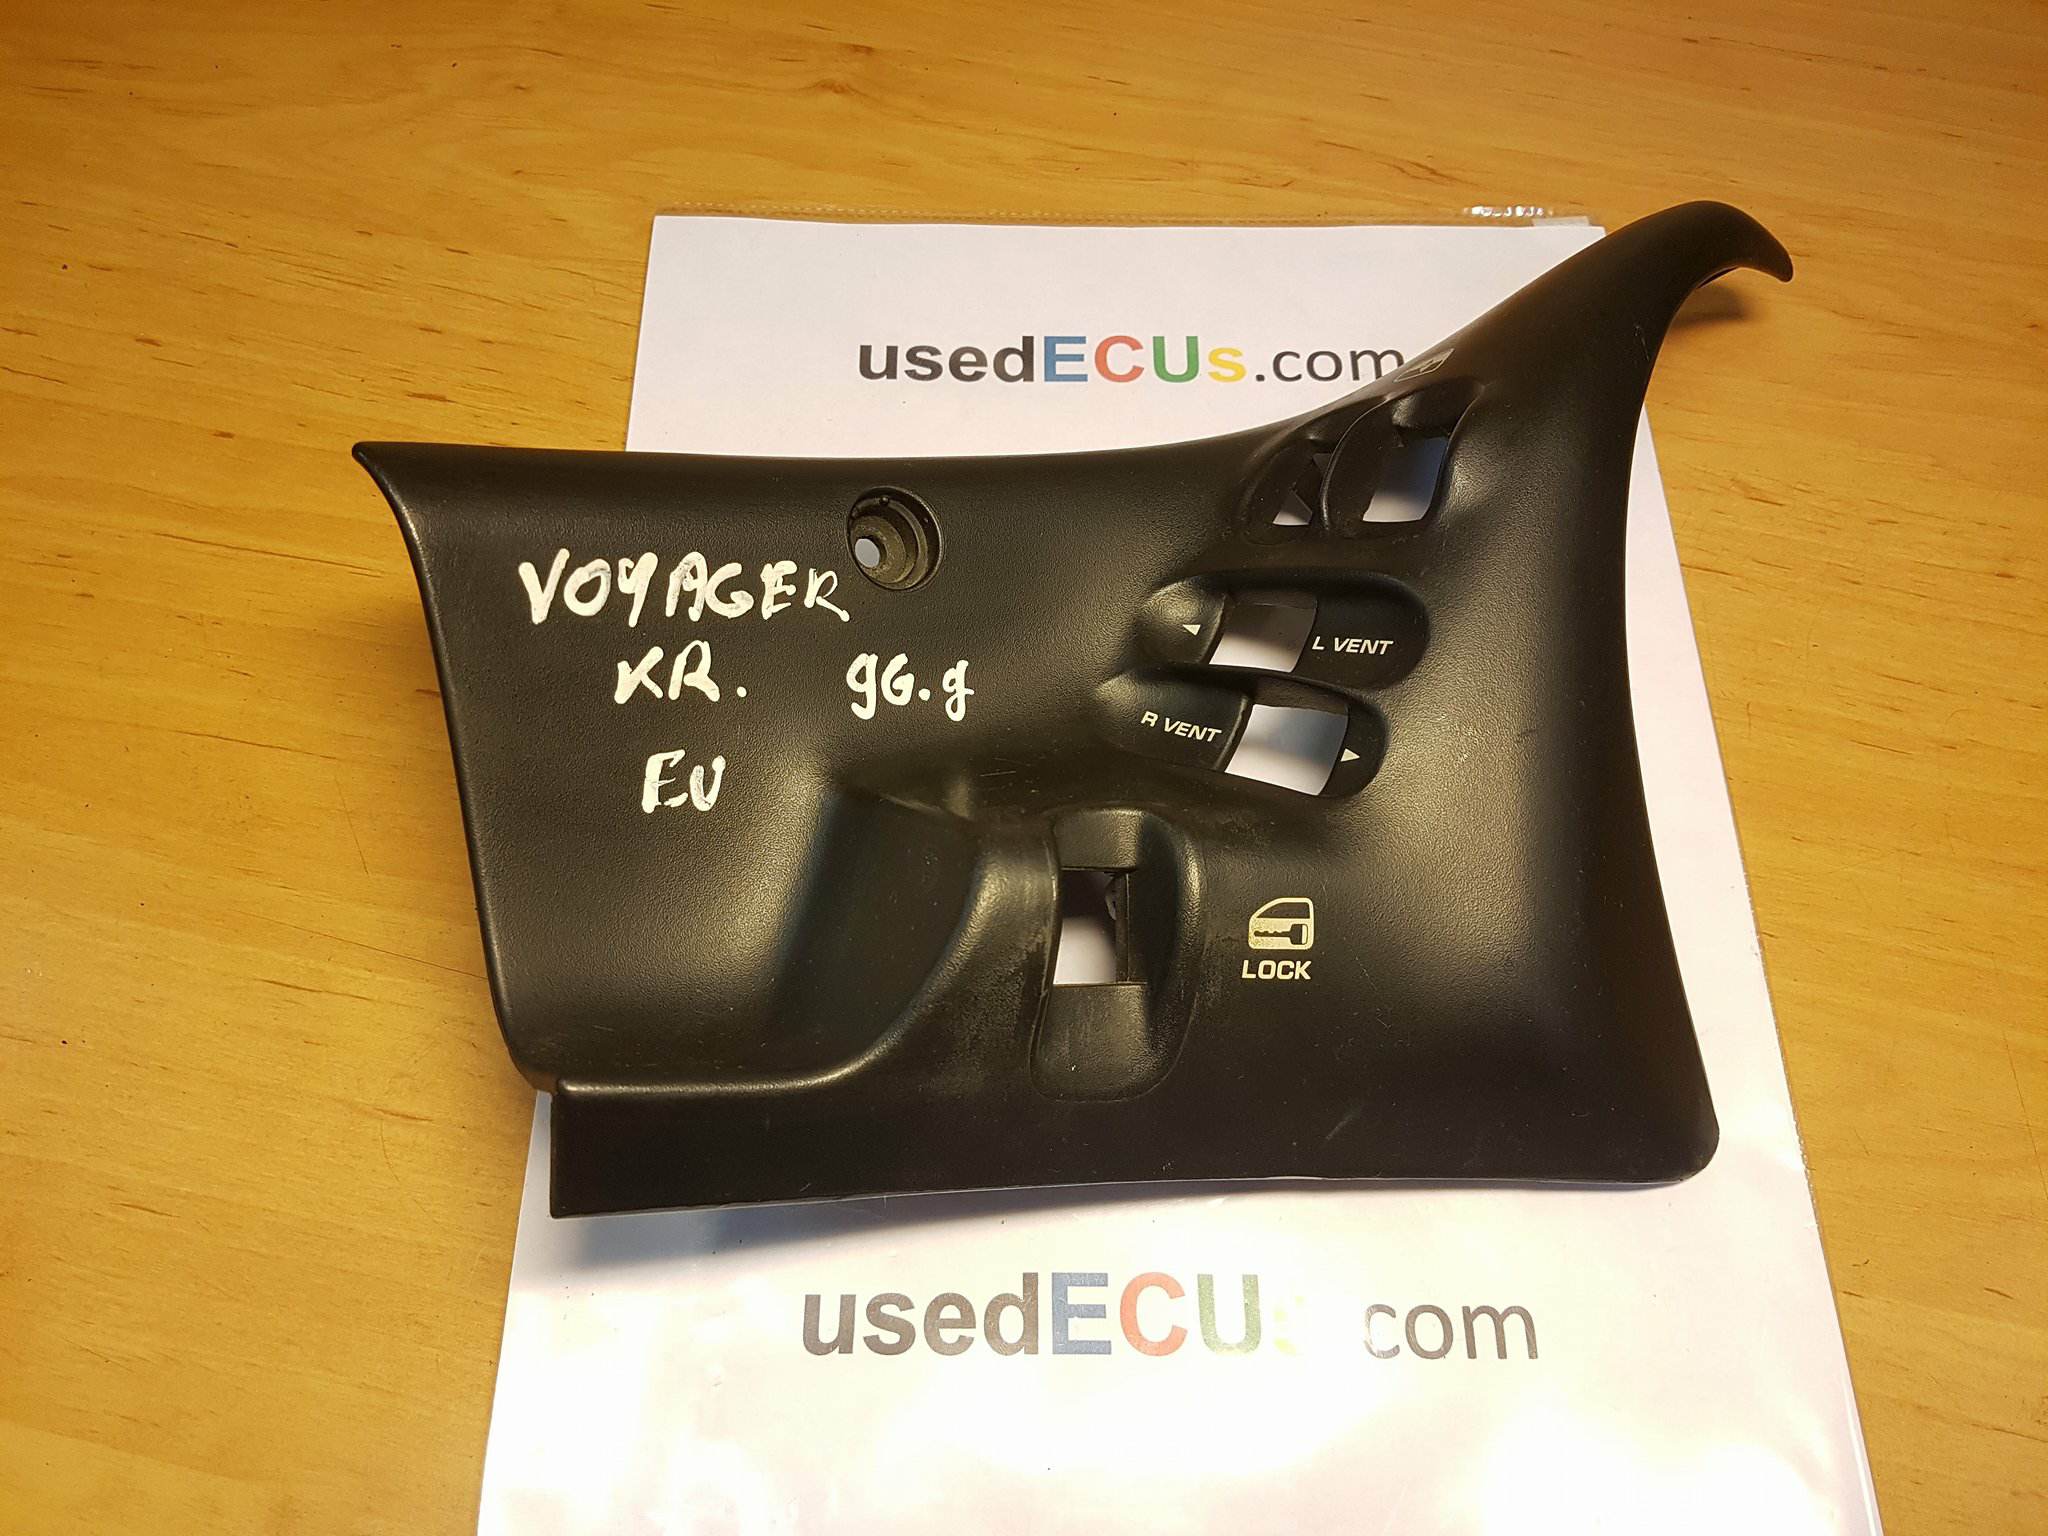 usedECUs.com
VOYAGER
KR. 96.g
EU
L VENT
R VENT
LOCK
usedECUs com